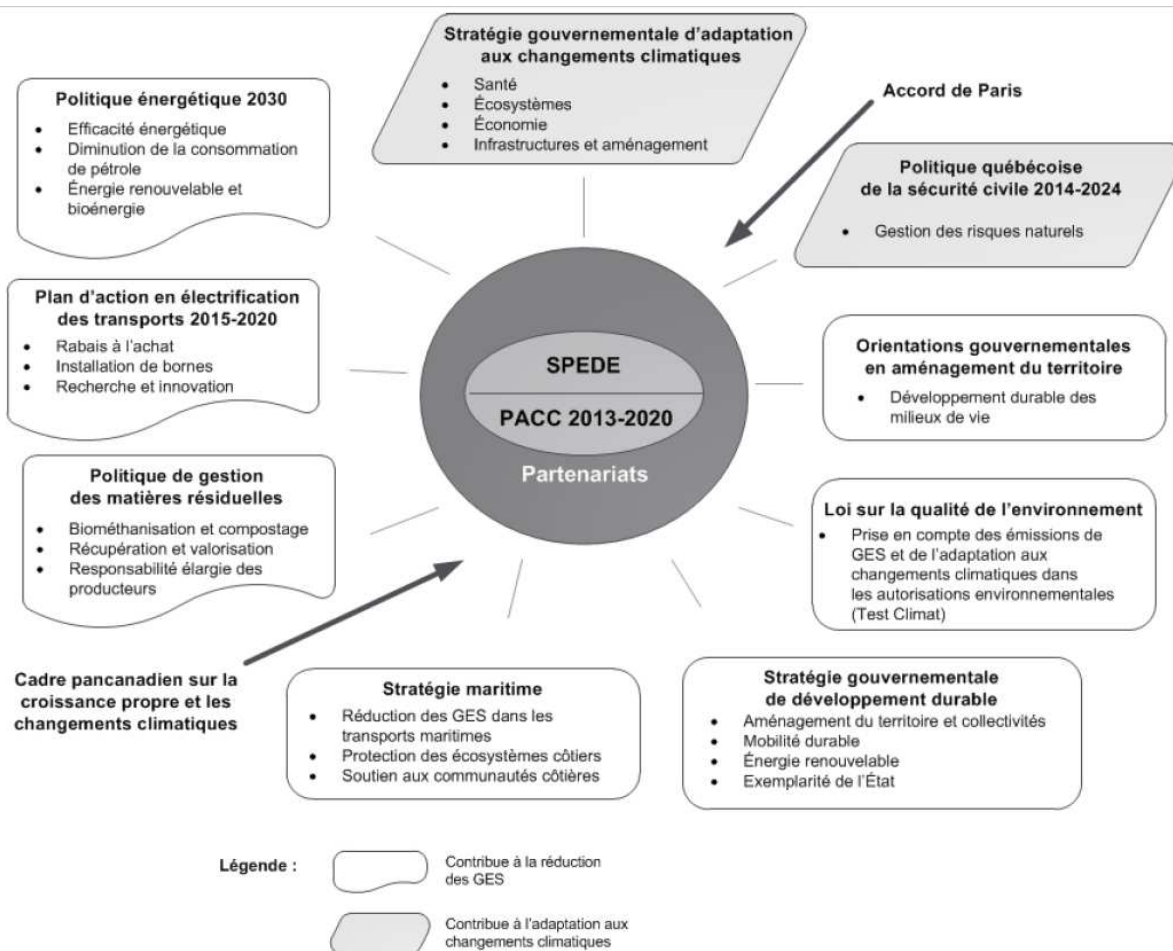 Stratégie gouvernementale d'adaptation
aux changements climatiques
• Santé
• Écosystèmes
• Économie
• Infrastructures et aménagement
Politique énergétique 2030
• Efficacité énergétique
• Diminution de la consommation
de pétrole
• Énergie renouvelable et
bioénergie
Accord de Paris
Politique québécoise
de la sécurité civile 2014-2024
• Gestion des risques naturels
Plan d'action en électrification
des transports 2015-2020
• Rabais à l'achat
• Installation de bornes
• Recherche et innovation
SPEDE
PACC 2013-2020
Partenariats
Orientations gouvernementales
en aménagement du territoire
• Développement durable des
milieux de vie
Politique de gestion
des matières résiduelles
• Biométhanisation et compostage
• Récupération et valorisation
• Responsabilité élargie des
producteurs
Loi sur la qualité de l'environnement
• Prise en compte des émissions de
GES et de l'adaptation aux
changements climatiques dans
les autorisations environnementales
(Test Climat)
Cadre pancanadien sur la
croissance propre et les
changements climatiques
Stratégie maritime
• Réduction des GES dans les
transports maritimes
• Protection des écosystèmes côtiers
• Soutien aux communautés côtières
Stratégie gouvernementale
de développement durable
• Aménagement du territoire et collectivités
• Mobilité durable
• Énergie renouvelable
• Exemplarité de l'État
Légende :
Contribue à la réduction
des GES
Contribue à l'adaptation aux
changements climatiques